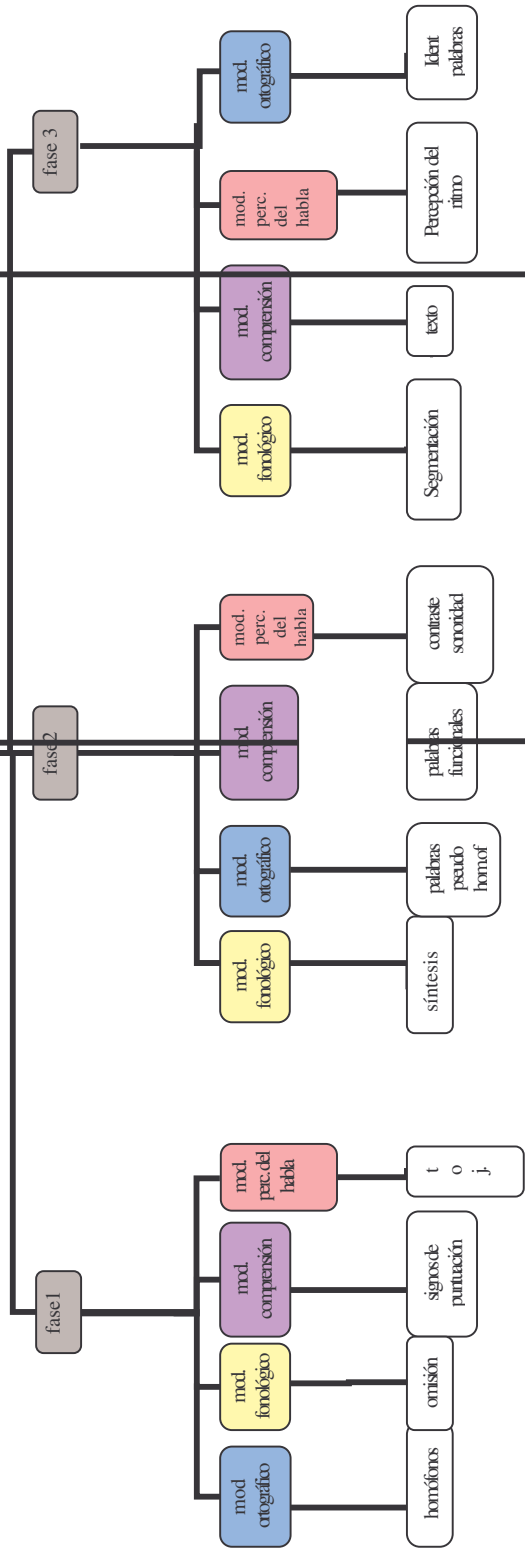 fase1
fase2
fase 3
mod
ortográfico
mod.
fonológico
mod.
comprensión
mod.
perc. del
habla
mod.
fonológico
mod.
ortográfico
mod.
comprensión
mod.
perc.
del
habla
mod.
fonológico
mod.
comprensión
mod.
perc.
del
habla
mod.
ortográfico
homófonos
omisión
signos de
puntuación
t
o
j.
síntesis
palabras
pseudo
homof
palabras
funcionales
contraste
sonoridad
Segmentación
texto
Percepción del
ritmo
Ident
palabras